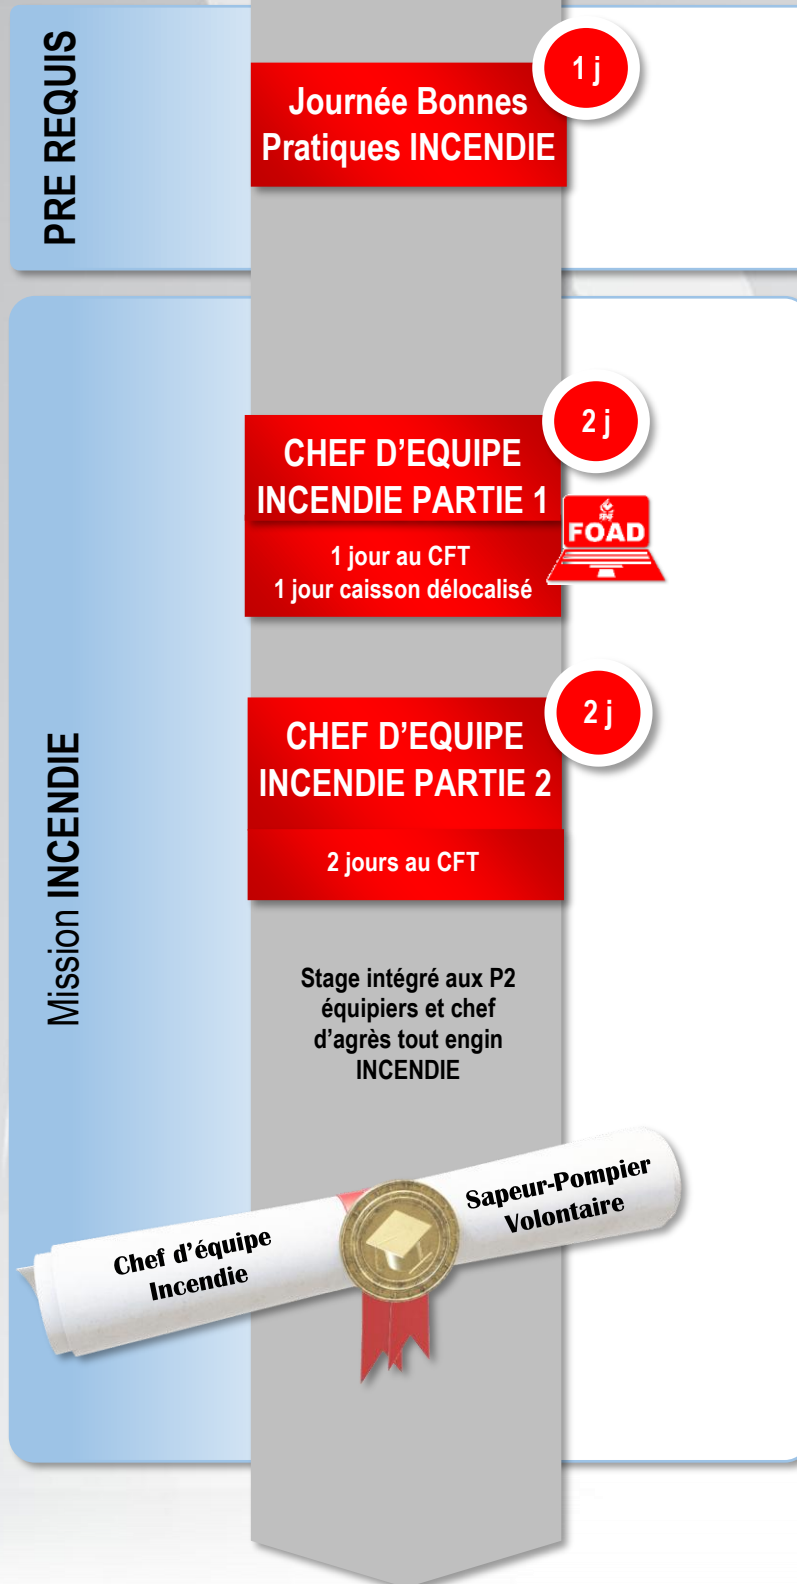 PRE REQUIS
1 j
Journée Bonnes
Pratiques INCENDIE
Mission INCENDIE
2 j
CHEF D’EQUIPE
INCENDIE PARTIE 1
FOAD
1 jour au CFT
1 jour caisson délocalisé
2 j
CHEF D’EQUIPE
INCENDIE PARTIE 2
2 jours au CFT
Stage intégré aux P2
équipiers et chef
d’agrès tout engin
INCENDIE
Chef d’équipe
Incendie
Sapeur-Pompier
Volontaire